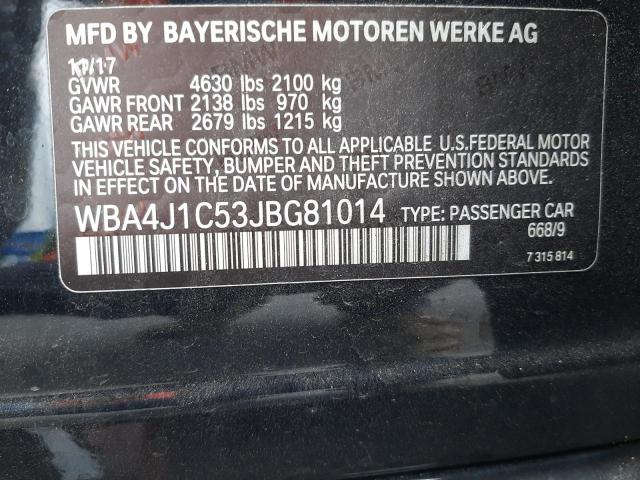 MFD BY BAYERISCHE MOTOREN WERKE AG
11/17
GVWR 4630 lbs 2100 kg
GAWR FRONT 2138 lbs 970 kg
GAWR REAR 2679 lbs 1215 kg
THIS VEHICLE CONFORMS TO ALL APPLICABLE U.S.FEDERAL MOTOR
VEHICLE SAFETY, BUMPER AND THEFT PREVENTION STANDARDS
IN EFFECT ON THE DATE OF MANUFACTURE SHOWN ABOVE.
WBA4J1C53JBG81014 TYPE: PASSENGER CAR
668/9
7 315 814